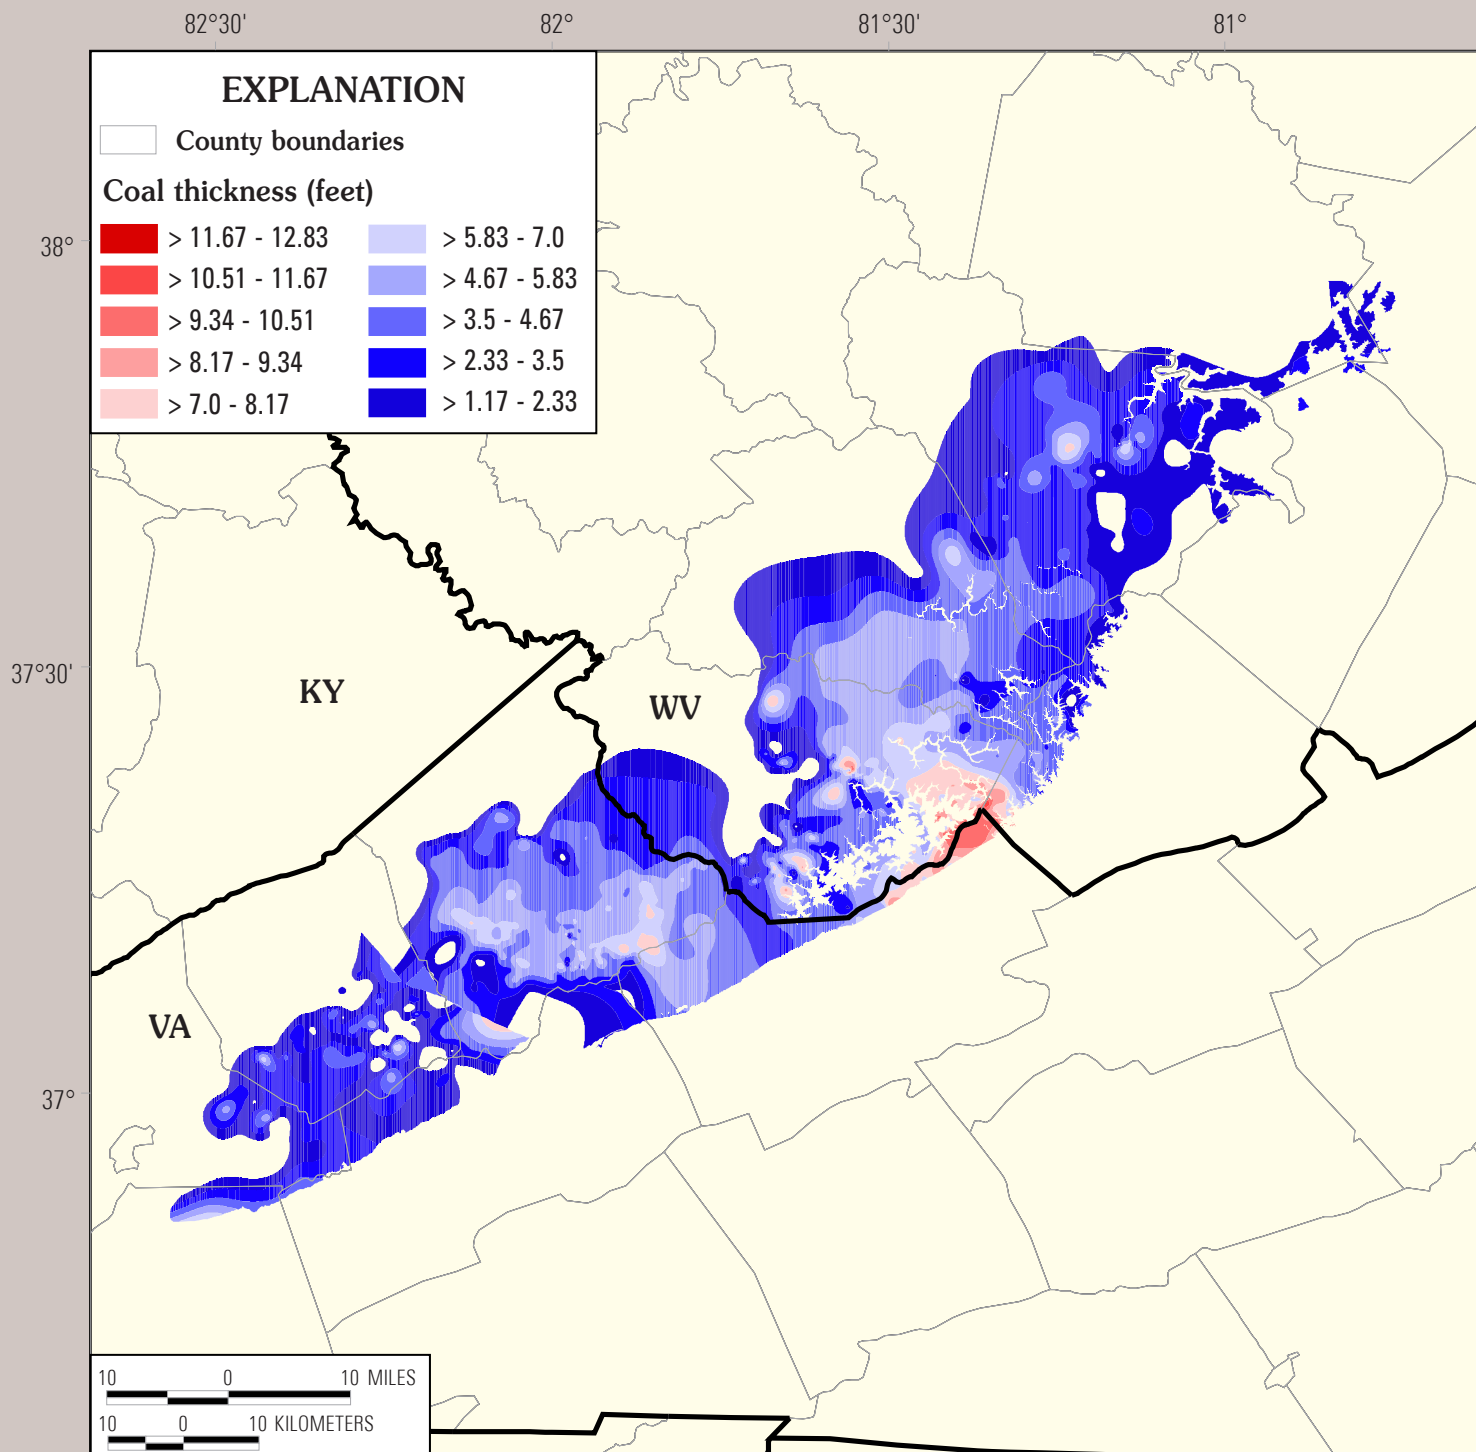 82°30' 82° 81°30' 81°
EXPLANATION
County boundaries
Coal thickness (feet)
> 11.67 - 12.83 > 5.83 - 7.0
> 10.51 - 11.67 > 4.67 - 5.83
> 9.34 - 10.51 > 3.5 - 4.67
> 8.17 - 9.34 > 2.33 - 3.5
> 7.0 - 8.17 > 1.17 - 2.33
38°
37°30'
KY
WV
VA
37°
10 0 10 MILES
10 0 10 KILOMETERS